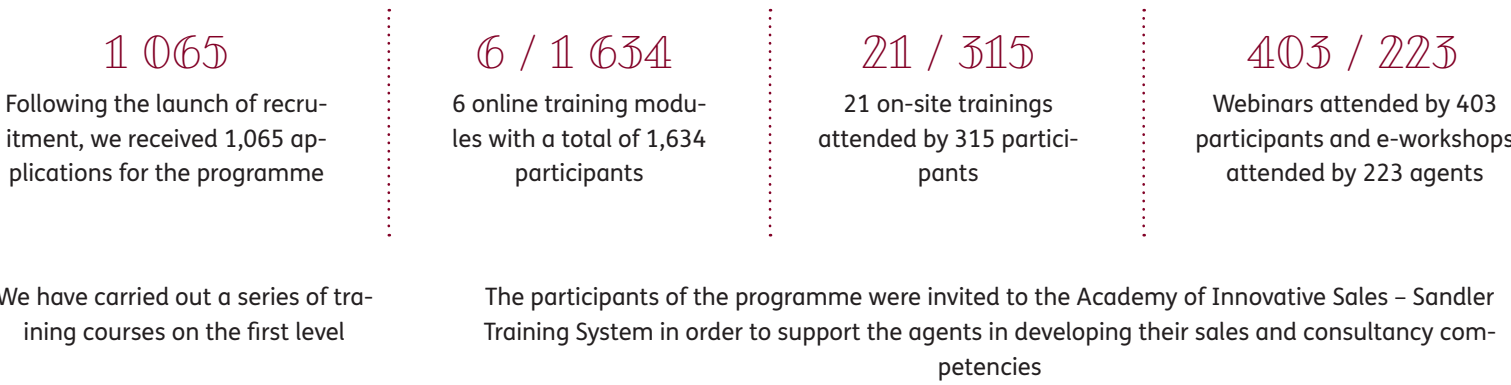 1 065
Following the launch of recru-
itment, we received 1,065 ap-
plications for the programme
6 / 1 634
6 online training modu-
les with a total of 1,634
participants
21 / 315
21 on-site trainings
attended by 315 partici-
pants
403 / 223
Webinars attended by 403
participants and e-workshops
attended by 223 agents
We have carried out a series of tra-
ining courses on the first level
The participants of the programme were invited to the Academy of Innovative Sales – Sandler
Training System in order to support the agents in developing their sales and consultancy com-
petencies